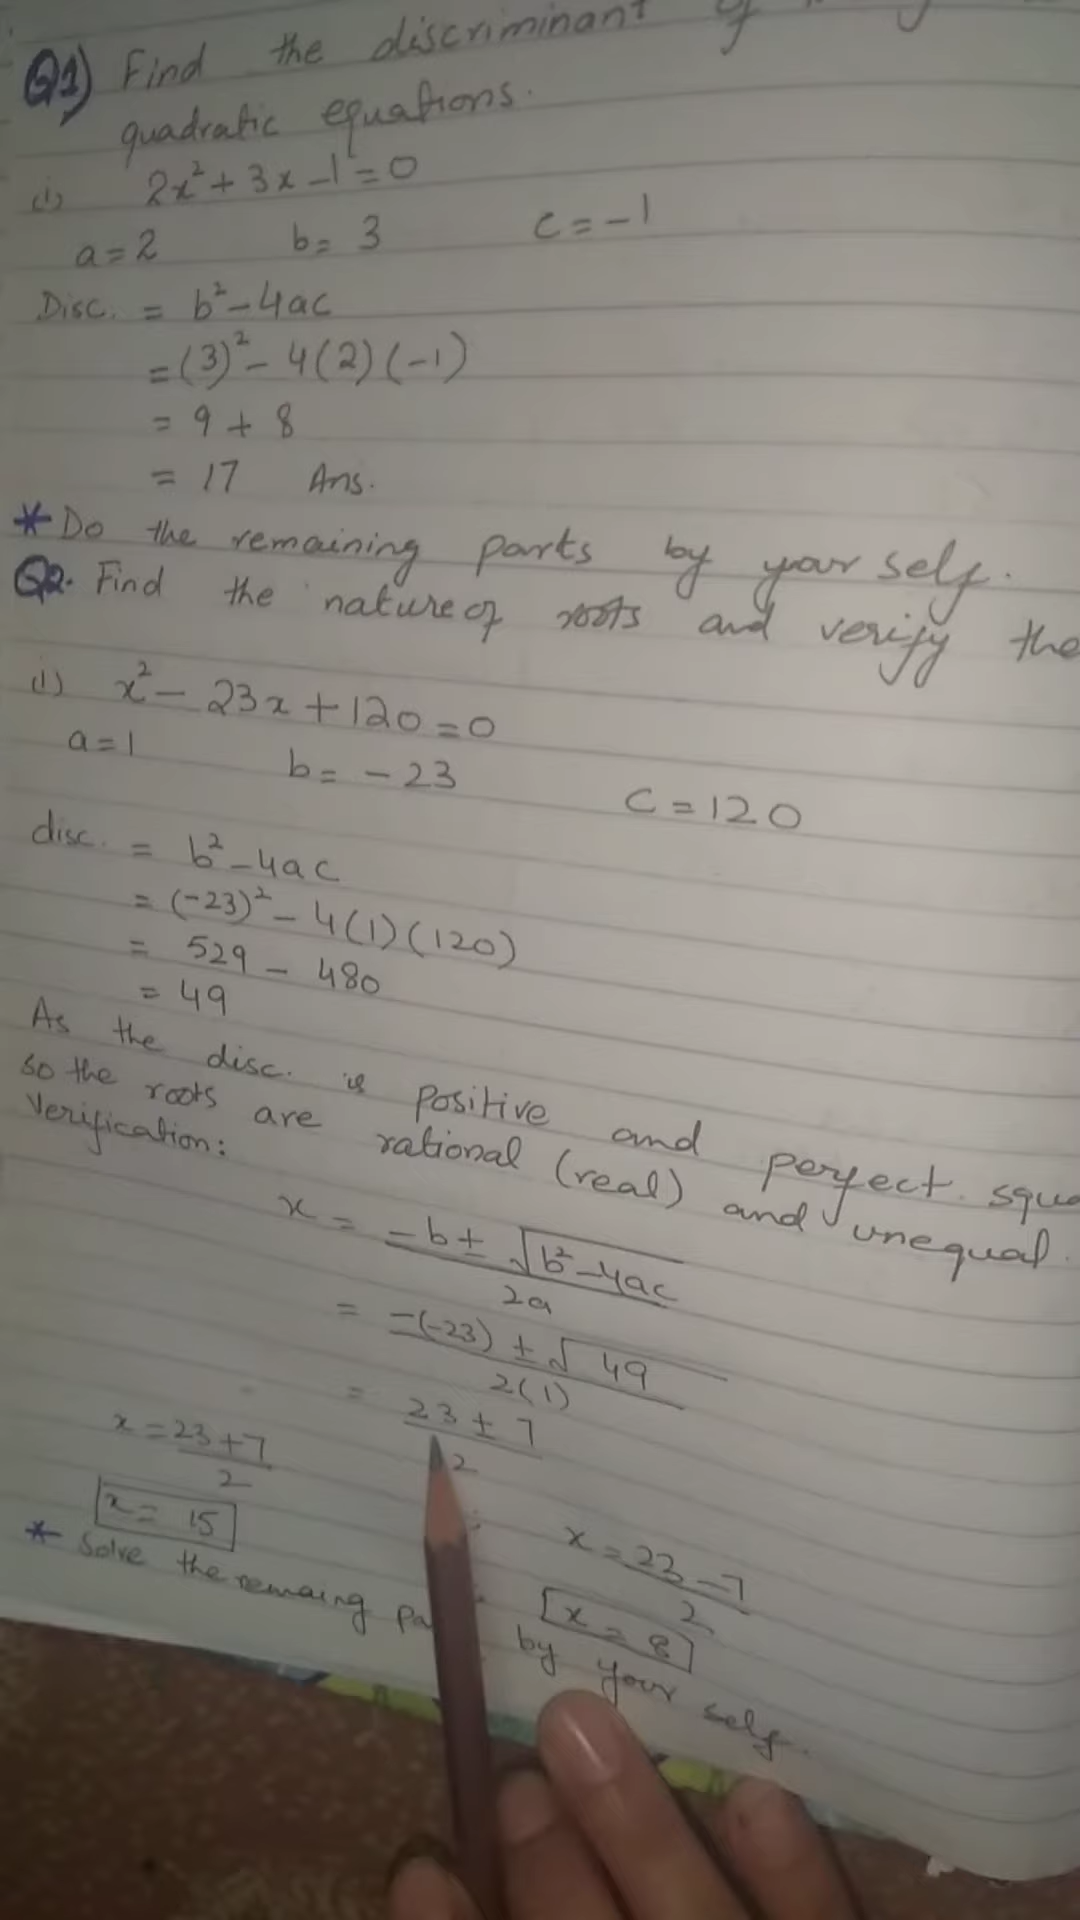 Q1) Find the discriminant of
quadratic equations.
(i) 2x² + 3x - 1 = 0
a = 2 b = 3 c = -1
Disc. = b² - 4ac
= (3)² - 4(2)(-1)
= 9 + 8
= 17 Ans.
* Do the remaining parts by your self.
Q2. Find the nature of roots and verify the
(i) x² - 23x + 120 = 0
a = 1 b = -23 c = 120
disc. = b² - 4ac
= (-23)² - 4(1)(120)
= 529 - 480
= 49
As the disc. is positive and perfect squa
so the roots are rational (real) and unequal.
Verification:
x = -b ± √b² - 4ac / 2a
= -(-23) ± √49 / 2(1)
= 23 ± 7 / 2
x = 23 + 7 / 2 ; x = 23 - 7 / 2
x = 15 x = 8
* Solve the remaing pa by your self.